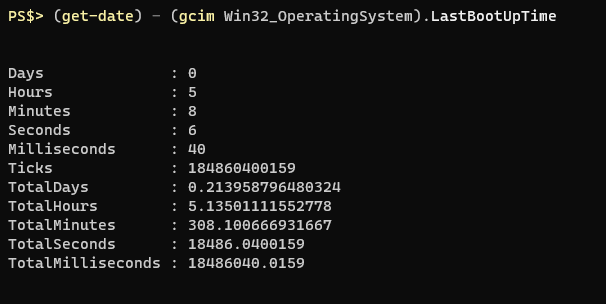 PS$> (get-date) - (gcim Win32_OperatingSystem).LastBootUpTime
Days              : 0
Hours             : 5
Minutes           : 8
Seconds           : 6
Milliseconds      : 40
Ticks             : 184860400159
TotalDays         : 0.213958796480324
TotalHours        : 5.13501111552778
TotalMinutes      : 308.100666931667
TotalSeconds      : 18486.0400159
TotalMilliseconds : 18486040.0159